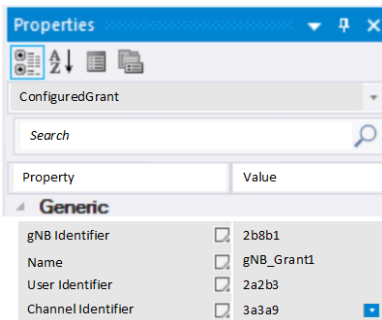 Properties
ConfiguredGrant
Search
Property Value
Generic
gNB Identifier 2b8b1
Name gNB_Grant1
User Identifier 2a2b3
Channel Identifier 3a3a9